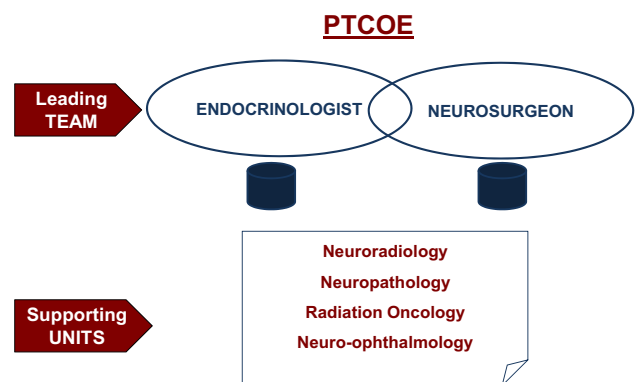 PTCOE
Leading
TEAM
ENDOCRINOLOGIST
NEUROSURGEON
Neuroradiology
Neuropathology
Radiation Oncology
Neuro-ophthalmology
Supporting
UNITS